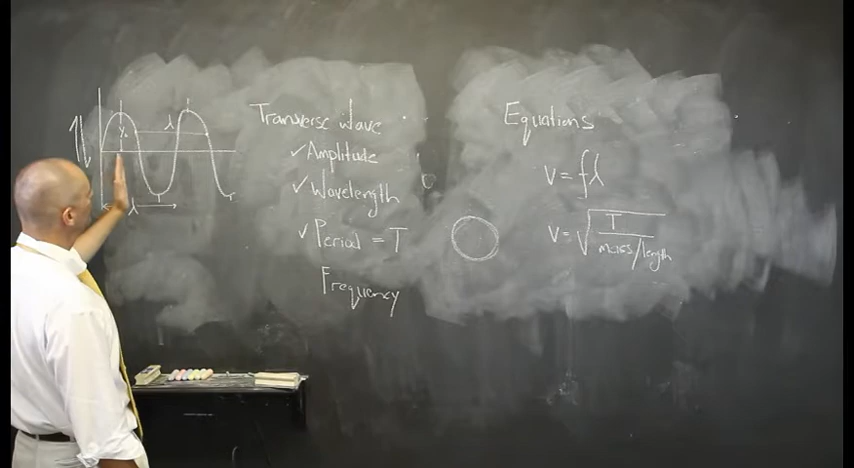 Transverse Wave
✓ Amplitude
✓ Wavelength
✓ Period = T
Frequency
Equations
v = fλ
v = √(T / mass/length)
λ
λ